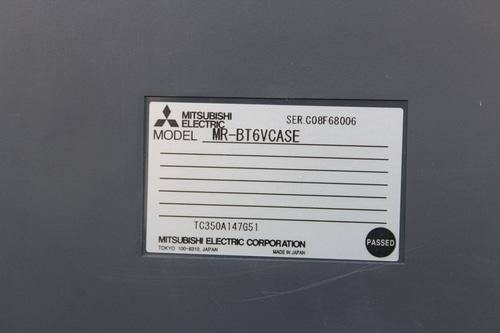 MITSUBISHI
ELECTRIC
SER.C08F68006
MODEL MR-BT6VCASE
TC350A147G51
MITSUBISHI ELECTRIC CORPORATION
TOKYO 100-8310, JAPAN
MADE IN JAPAN
PASSED